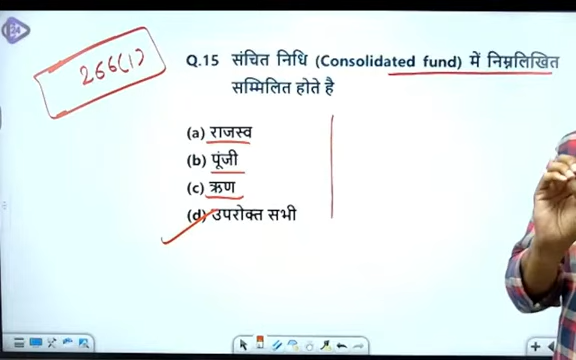 266(1)
Q.15 संचित निधि (Consolidated fund) में निम्नलिखित
सम्मिलित होते है
(a) राजस्व
(b) पूंजी
(c) ऋण
(d) उपरोक्त सभी